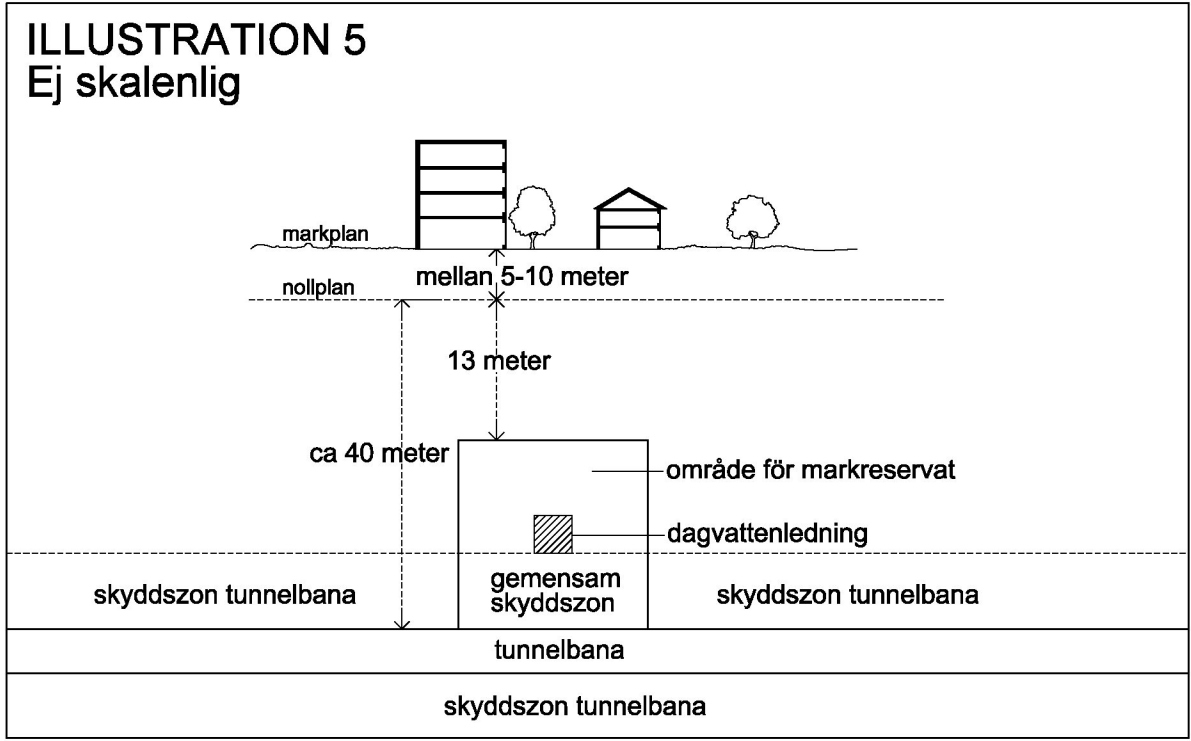 ILLUSTRATION 5
Ej skalenlig
markplan
mellan 5-10 meter
nollplan
13 meter
ca 40 meter
område för markreservat
dagvattenledning
skyddszon tunnelbana
gemensam
skyddszon
skyddszon tunnelbana
tunnelbana
skyddszon tunnelbana